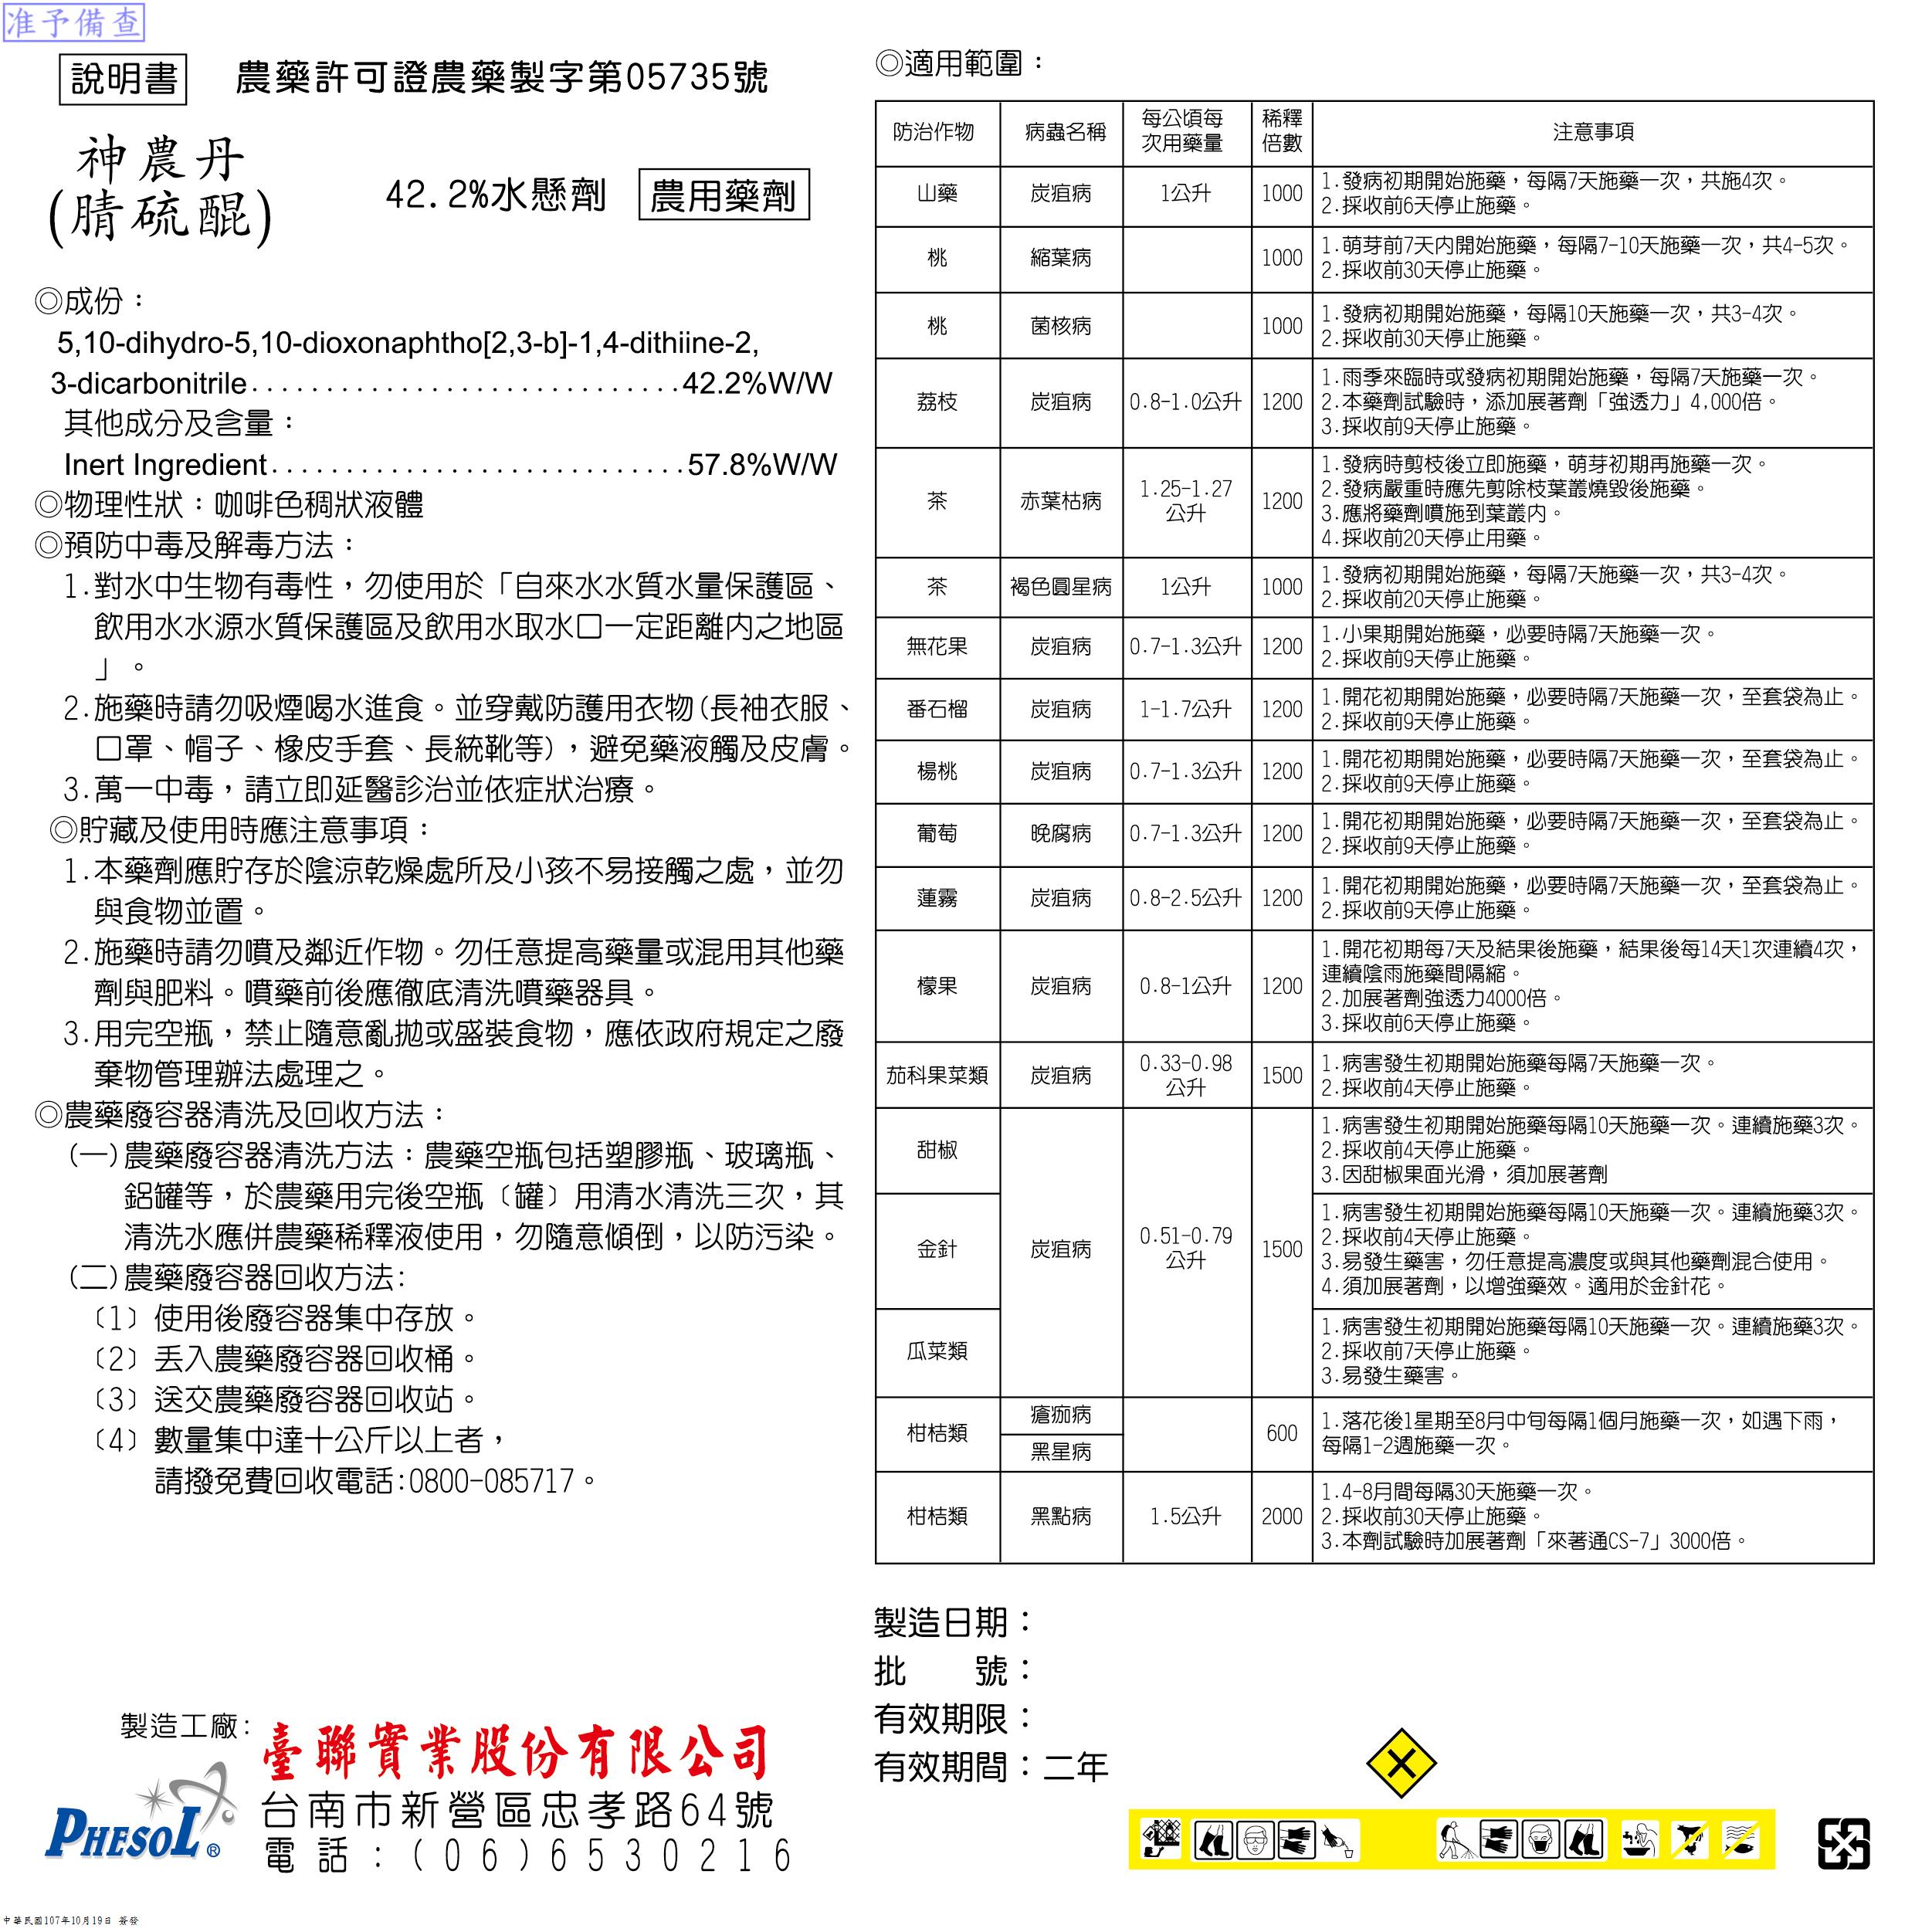 准予備查
說明書
農藥許可證農藥製字第05735號
神農丹
(腈硫醌)
42.2%水懸劑
農用藥劑
◎成份：
5,10-dihydro-5,10-dioxonaphtho[2,3-b]-1,4-dithiine-2,
3-dicarbonitrile..............................42.2%W/W
其他成分及含量：
Inert Ingredient............................57.8%W/W
◎物理性狀：咖啡色稠狀液體
◎預防中毒及解毒方法：
1.對水中生物有毒性，勿使用於「自來水水質水量保護區、
飲用水水源水質保護區及飲用水取水口一定距離內之地區
」。
2.施藥時請勿吸煙喝水進食。並穿戴防護用衣物(長袖衣服、
口罩、帽子、橡皮手套、長統靴等)，避免藥液觸及皮膚。
3.萬一中毒，請立即延醫診治並依症狀治療。
◎貯藏及使用時應注意事項：
1.本藥劑應貯存於陰涼乾燥處所及小孩不易接觸之處，並勿
與食物並置。
2.施藥時請勿噴及鄰近作物。勿任意提高藥量或混用其他藥
劑與肥料。噴藥前後應徹底清洗噴藥器具。
3.用完空瓶，禁止隨意亂拋或盛裝食物，應依政府規定之廢
棄物管理辦法處理之。
◎農藥廢容器清洗及回收方法：
(一)農藥廢容器清洗方法：農藥空瓶包括塑膠瓶、玻璃瓶、
鋁罐等，於農藥用完後空瓶〔罐〕用清水清洗三次，其
清洗水應併農藥稀釋液使用，勿隨意傾倒，以防污染。
(二)農藥廢容器回收方法:
〔1〕使用後廢容器集中存放。
〔2〕丟入農藥廢容器回收桶。
〔3〕送交農藥廢容器回收站。
〔4〕數量集中達十公斤以上者，
請撥免費回收電話:0800-085717。
製造工廠:
臺聯實業股份有限公司
PHESOL®
台南市新營區忠孝路64號
電話：(06)6530216
◎適用範圍：
防治作物 病蟲名稱 每公頃每次用藥量 稀釋倍數 注意事項
山藥 炭疽病 1公升 1000 1.發病初期開始施藥，每隔7天施藥一次，共施4次。
2.採收前6天停止施藥。
桃 縮葉病 1000 1.萌芽前7天內開始施藥，每隔7-10天施藥一次，共4-5次。
2.採收前30天停止施藥。
桃 菌核病 1000 1.發病初期開始施藥，每隔10天施藥一次，共3-4次。
2.採收前30天停止施藥。
荔枝 炭疽病 0.8-1.0公升 1200 1.雨季來臨時或發病初期開始施藥，每隔7天施藥一次。
2.本藥劑試驗時，添加展著劑「強透力」4,000倍。
3.採收前9天停止施藥。
茶 赤葉枯病 1.25-1.27公升 1200 1.發病時剪枝後立即施藥，萌芽初期再施藥一次。
2.發病嚴重時應先剪除枝葉叢燒毀後施藥。
3.應將藥劑噴施到葉叢內。
4.採收前20天停止用藥。
茶 褐色圓星病 1公升 1000 1.發病初期開始施藥，每隔7天施藥一次，共3-4次。
2.採收前20天停止施藥。
無花果 炭疽病 0.7-1.3公升 1200 1.小果期開始施藥，必要時隔7天施藥一次。
2.採收前9天停止施藥。
番石榴 炭疽病 1-1.7公升 1200 1.開花初期開始施藥，必要時隔7天施藥一次，至套袋為止。
2.採收前9天停止施藥。
楊桃 炭疽病 0.7-1.3公升 1200 1.開花初期開始施藥，必要時隔7天施藥一次，至套袋為止。
2.採收前9天停止施藥。
葡萄 晚腐病 0.7-1.3公升 1200 1.開花初期開始施藥，必要時隔7天施藥一次，至套袋為止。
2.採收前9天停止施藥。
蓮霧 炭疽病 0.8-2.5公升 1200 1.開花初期開始施藥，必要時隔7天施藥一次，至套袋為止。
2.採收前9天停止施藥。
檬果 炭疽病 0.8-1公升 1200 1.開花初期每7天及結果後施藥，結果後每14天1次連續4次，
連續陰雨施藥間隔縮。
2.加展著劑強透力4000倍。
3.採收前6天停止施藥。
茄科果菜類 炭疽病 0.33-0.98公升 1500 1.病害發生初期開始施藥每隔7天施藥一次。
2.採收前4天停止施藥。
甜椒 1.病害發生初期開始施藥每隔10天施藥一次。連續施藥3次。
2.採收前4天停止施藥。
3.因甜椒果面光滑，須加展著劑
金針 炭疽病 0.51-0.79公升 1500 1.病害發生初期開始施藥每隔10天施藥一次。連續施藥3次。
2.採收前4天停止施藥。
3.易發生藥害，勿任意提高濃度或與其他藥劑混合使用。
4.須加展著劑，以增強藥效。適用於金針花。
瓜菜類 1.病害發生初期開始施藥每隔10天施藥一次。連續施藥3次。
2.採收前7天停止施藥。
3.易發生藥害。
柑桔類 瘡痂病 黑星病 600 1.落花後1星期至8月中旬每隔1個月施藥一次，如遇下雨，
每隔1-2週施藥一次。
柑桔類 黑點病 1.5公升 2000 1.4-8月間每隔30天施藥一次。
2.採收前30天停止施藥。
3.本劑試驗時加展著劑「來著通CS-7」3000倍。
製造日期：
批　　號：
有效期限：
有效期間：二年
中華民國107年10月19日 簽發